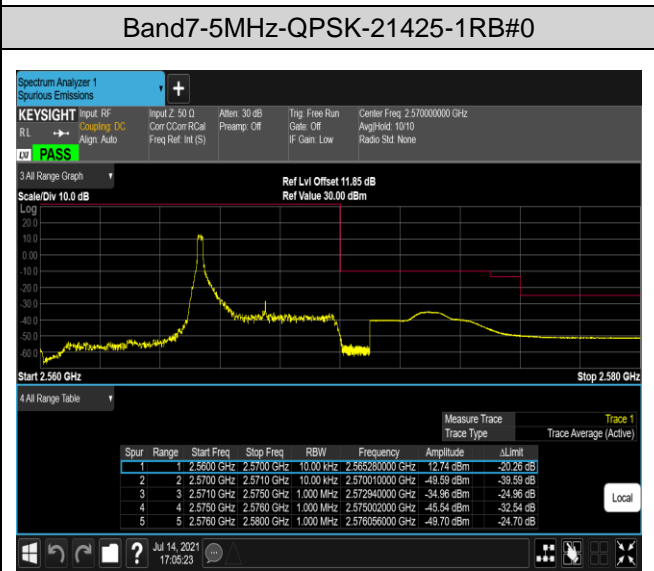 Band7-5MHz-QPSK-21425-1RB#0
Spectrum Analyzer 1
Spurious Emissions
+
KEYSIGHT Input: RF Input Z: 50 Ω Atten: 30 dB Trig: Free Run Center Freq: 2.570000000 GHz
RL Coupling: DC Corr CCorr RCal Preamp: Off Gate: Off Avg|Hold: 10/10
Align: Auto Freq Ref: Int (S) IF Gain: Low Radio Std: None
PASS
3 All Range Graph
Ref Lvl Offset 11.85 dB
Scale/Div 10.0 dB Ref Value 30.00 dBm
Log
20.0
10.0
0.00
-10.0
-20.0
-30.0
-40.0
-50.0
-60.0
Start 2.560 GHz Stop 2.580 GHz
4 All Range Table
Measure Trace Trace 1
Trace Type Trace Average (Active)
Spur Range Start Freq Stop Freq RBW Frequency Amplitude ΔLimit
1 1 2.5600 GHz 2.5700 GHz 10.00 kHz 2.565280000 GHz 12.74 dBm -20.26 dB
2 2 2.5700 GHz 2.5710 GHz 10.00 kHz 2.570010000 GHz -49.59 dBm -39.59 dB
3 3 2.5710 GHz 2.5750 GHz 1.000 MHz 2.572940000 GHz -34.96 dBm -24.96 dB
4 4 2.5750 GHz 2.5760 GHz 1.000 MHz 2.575002000 GHz -45.54 dBm -32.54 dB
5 5 2.5760 GHz 2.5800 GHz 1.000 MHz 2.576056000 GHz -49.70 dBm -24.70 dB
Local
? Jul 14, 2021
17:05:23